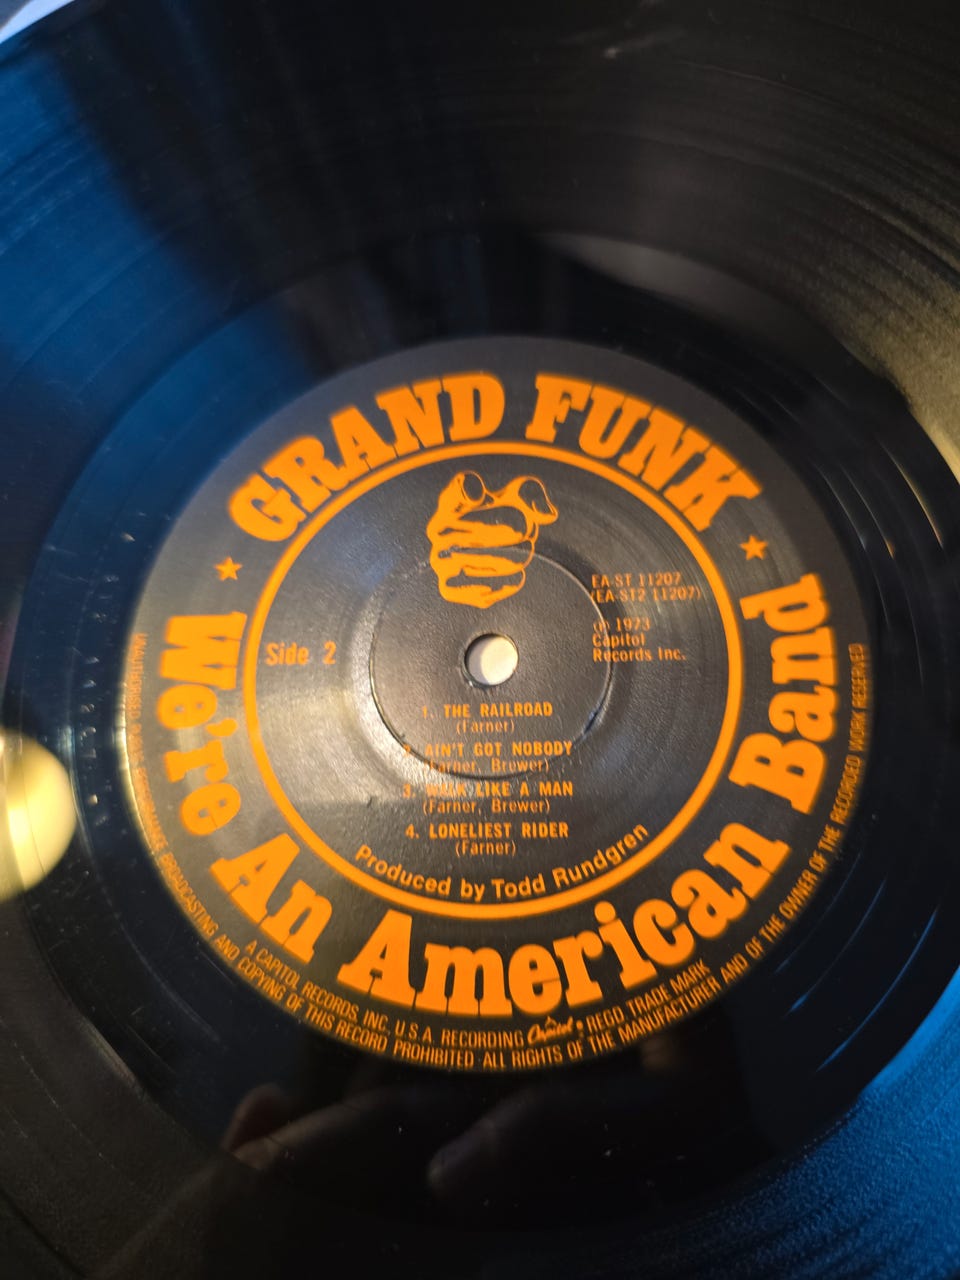 GRAND FUNK
EA-ST 11207
(EA-ST2 11207)
℗ 1973
Capitol
Records Inc.
Side 2
1. THE RAILROAD
(Farner)
2. AIN'T GOT NOBODY
(Farner, Brewer)
3. WALK LIKE A MAN
(Farner, Brewer)
4. LONELIEST RIDER
(Farner)
Produced by Todd Rundgren
We're An American Band
A CAPITOL RECORDS, INC. U.S.A. RECORDING Capitol • REGD. TRADE MARK
BROADCASTING AND COPYING OF THIS RECORD PROHIBITED ALL RIGHTS OF THE MANUFACTURER AND OF THE OWNER OF THE RECORDED WORK RESERVED